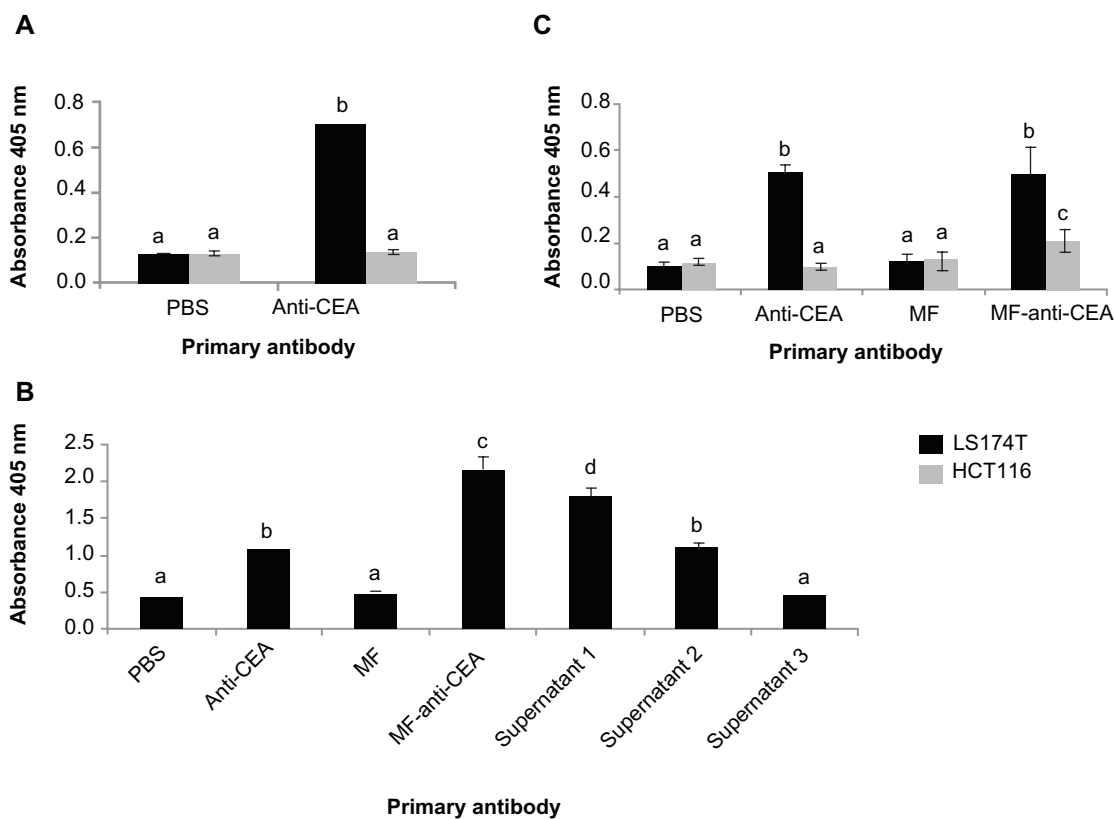 A
Absorbance 405 nm
0.8
0.6
0.4
0.2
0.0
a
a
b
a
PBS
Anti-CEA
Primary antibody
C
Absorbance 405 nm
0.8
0.6
0.4
0.2
0.0
a
a
b
a
a
a
b
c
PBS
Anti-CEA
MF
MF-anti-CEA
Primary antibody
B
Absorbance 405 nm
2.5
2.0
1.5
1.0
0.5
0.0
a
b
a
c
d
b
a
PBS
Anti-CEA
MF
MF-anti-CEA
Supernatant 1
Supernatant 2
Supernatant 3
Primary antibody
LS174T
HCT116